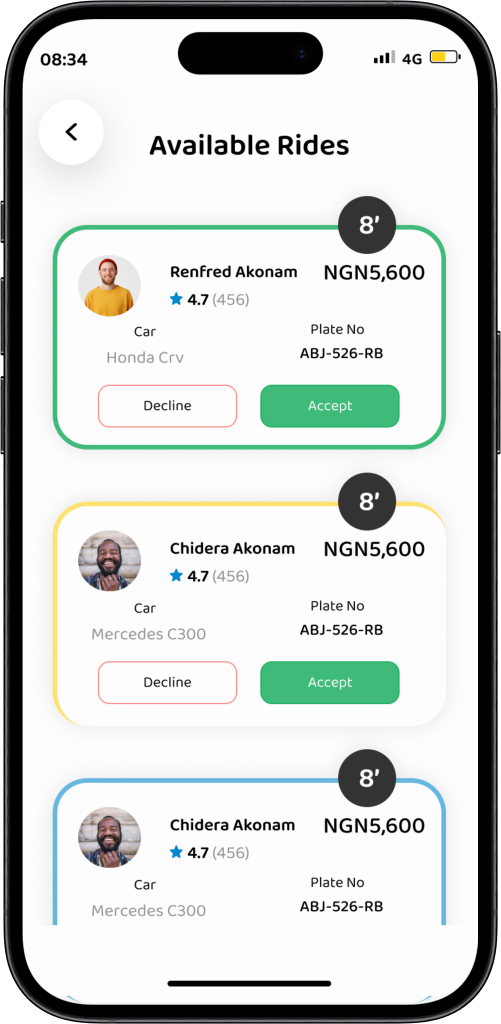 08:34 4G
Available Rides
8'
Renfred Akonam NGN5,600
4.7 (456)
Car Plate No
Honda Crv ABJ-526-RB
Decline Accept
8'
Chidera Akonam NGN5,600
4.7 (456)
Car Plate No
Mercedes C300 ABJ-526-RB
Decline Accept
8'
Chidera Akonam NGN5,600
4.7 (456)
Car Plate No
Mercedes C300 ABJ-526-RB